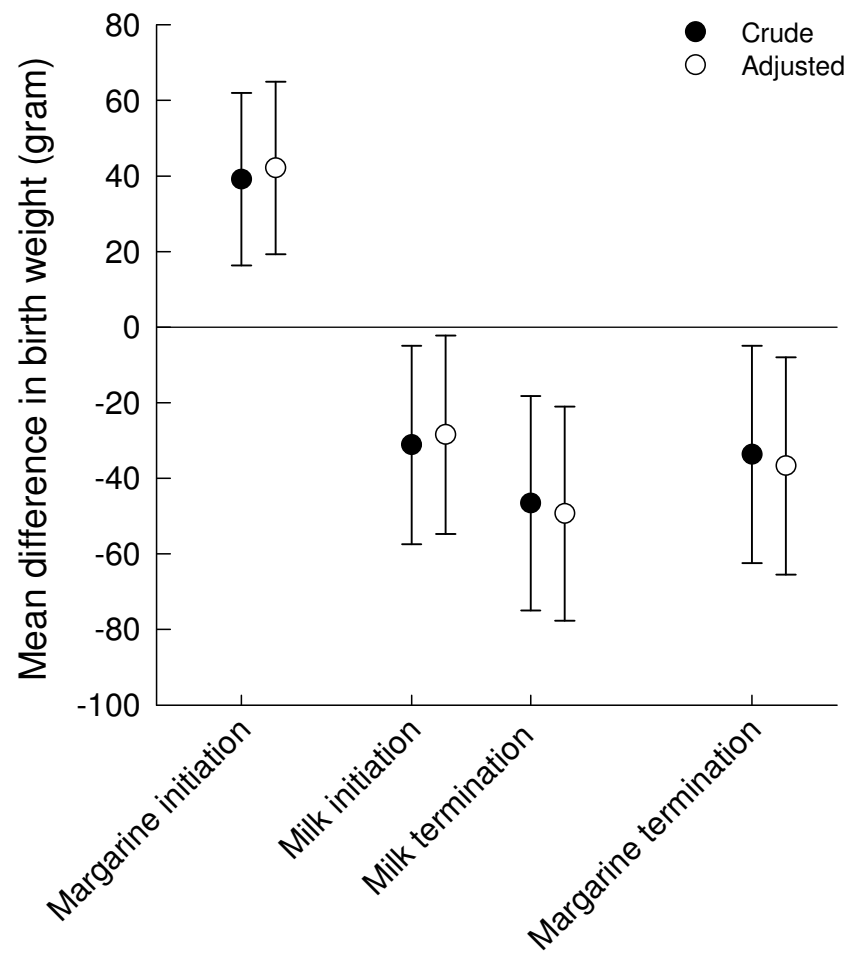 Crude
Adjusted
Mean difference in birth weight (gram)
80
60
40
20
0
-20
-40
-60
-80
-100
Margarine initiation
Milk initiation
Milk termination
Margarine termination